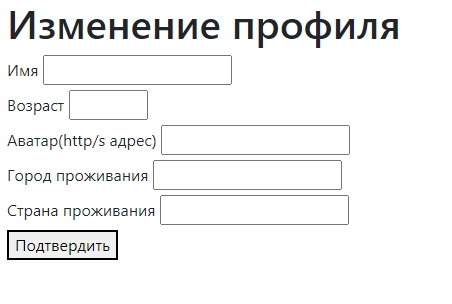 Изменение профиля
Имя
Возраст
Аватар(http/s адрес)
Город проживания
Страна проживания
Подтвердить